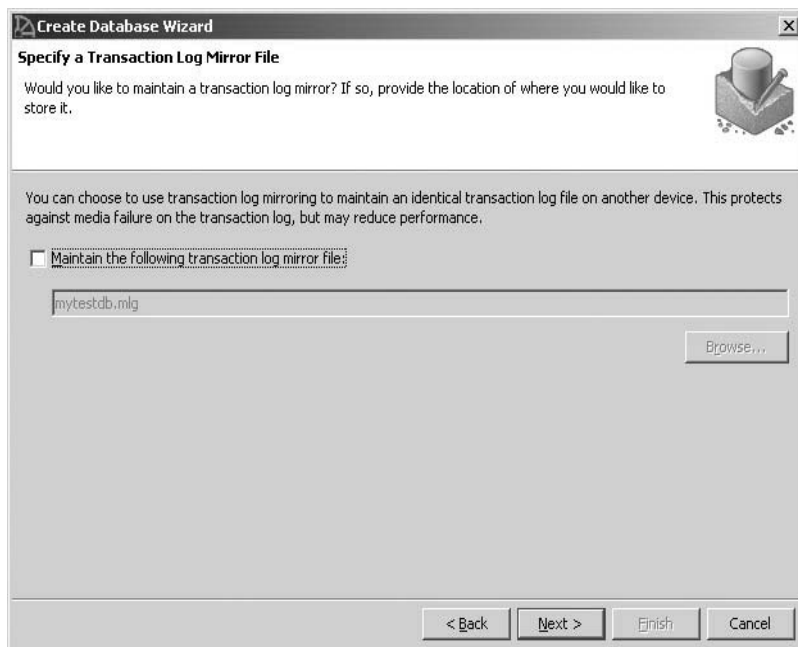 Create Database Wizard
Specify a Transaction Log Mirror File
Would you like to maintain a transaction log mirror? If so, provide the location of where you would like to
store it.
You can choose to use transaction log mirroring to maintain an identical transaction log file on another device. This protects
against media failure on the transaction log, but may reduce performance.
Maintain the following transaction log mirror file:
mytestdb.mlg
Browse...
< Back
Next >
Finish
Cancel